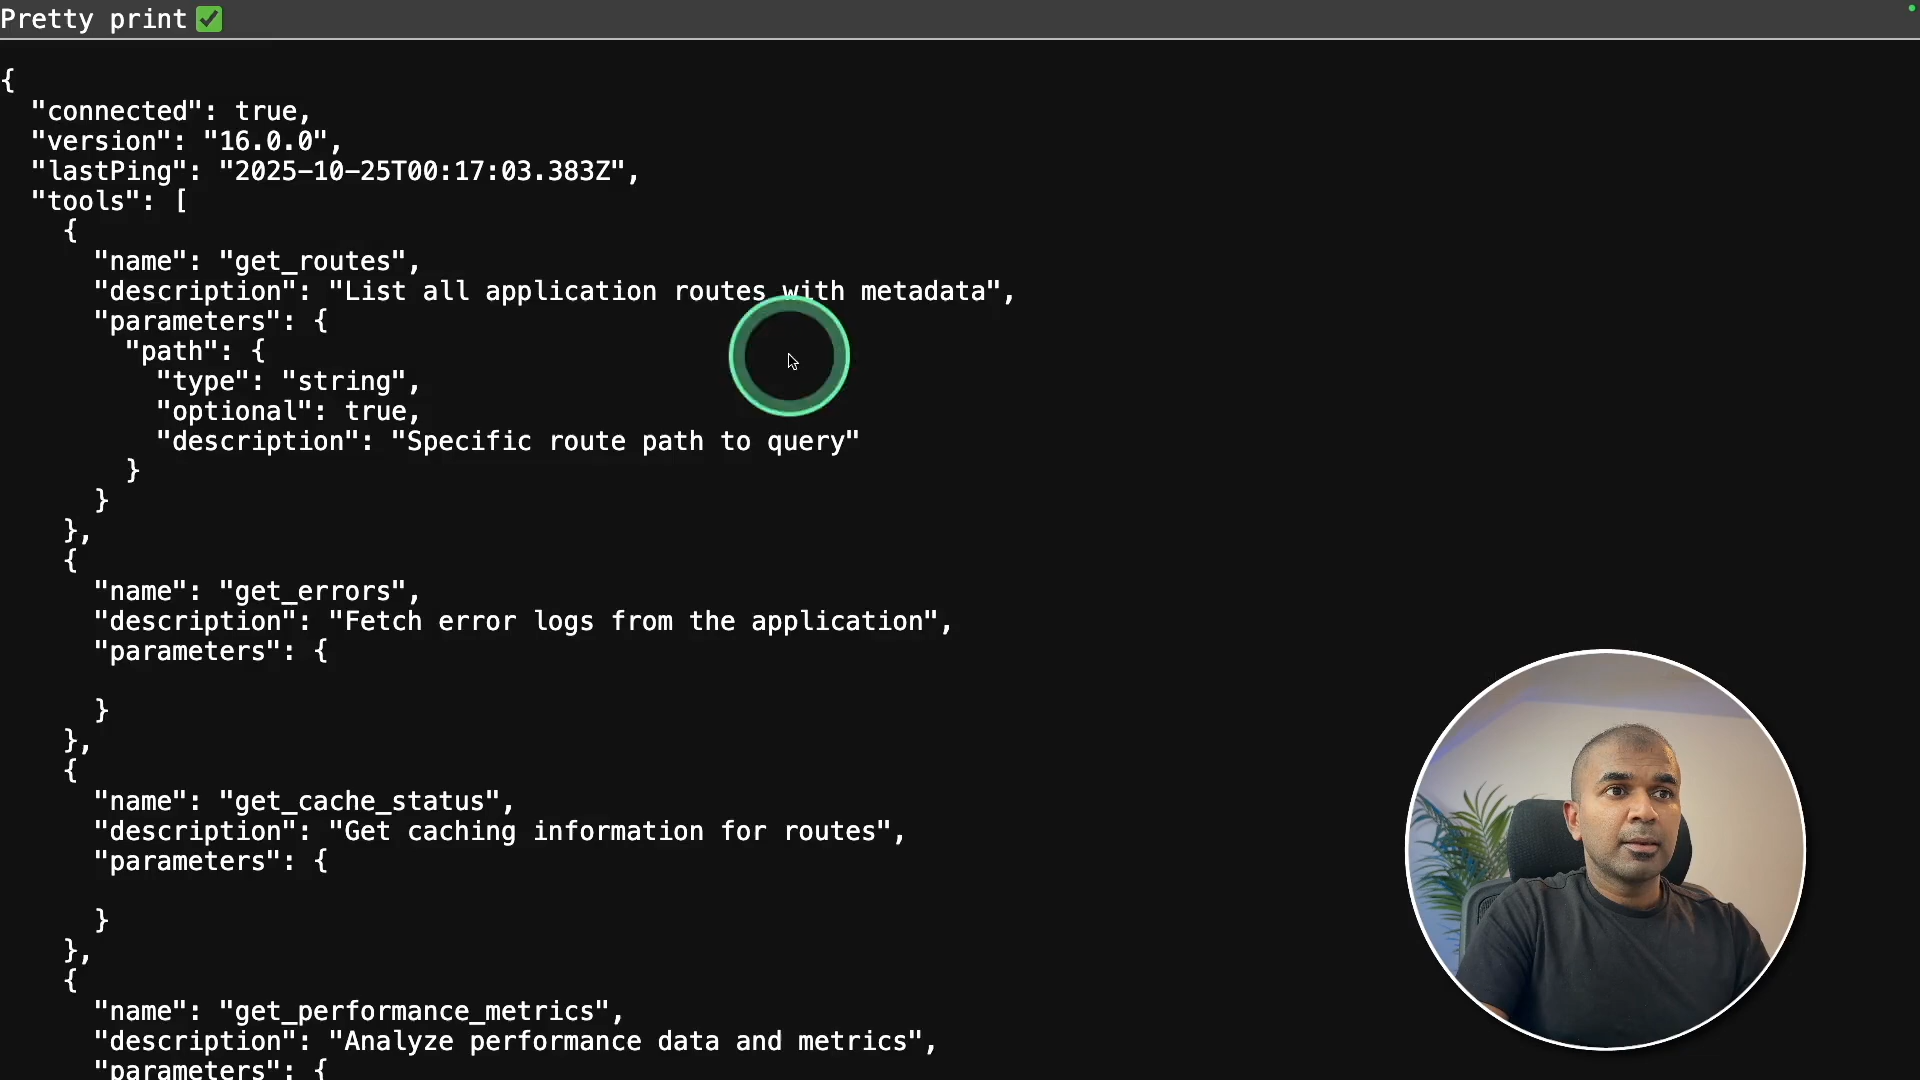 Pretty print ✅
{
  "connected": true,
  "version": "16.0.0",
  "lastPing": "2025-10-25T00:17:03.383Z",
  "tools": [
    {
      "name": "get_routes",
      "description": "List all application routes with metadata",
      "parameters": {
        "path": {
          "type": "string",
          "optional": true,
          "description": "Specific route path to query"
        }
      }
    },
    {
      "name": "get_errors",
      "description": "Fetch error logs from the application",
      "parameters": {

      }
    },
    {
      "name": "get_cache_status",
      "description": "Get caching information for routes",
      "parameters": {

      }
    },
    {
      "name": "get_performance_metrics",
      "description": "Analyze performance data and metrics",
      "parameters": {